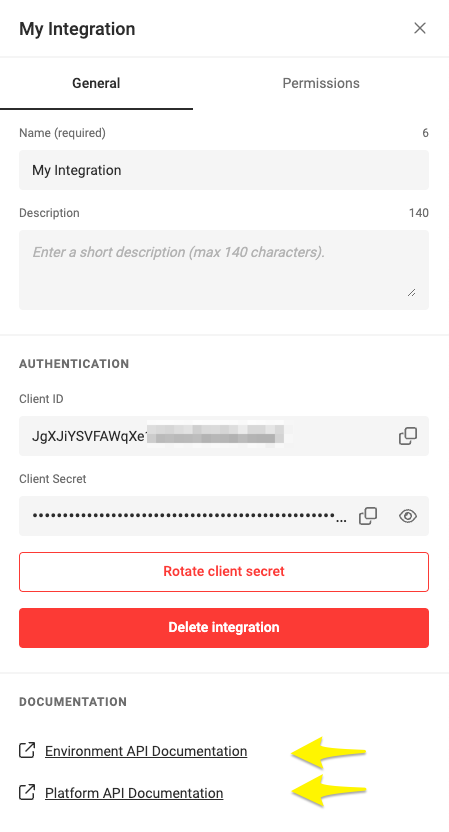 My Integration
General
Permissions
Name (required)
6
My Integration
Description
140
Enter a short description (max 140 characters).
AUTHENTICATION
Client ID
JgXJiYSVFAWqXe
Client Secret
••••••••••••••••••••••••••••••••••••••••••••••••••...
Rotate client secret
Delete integration
DOCUMENTATION
Environment API Documentation
Platform API Documentation